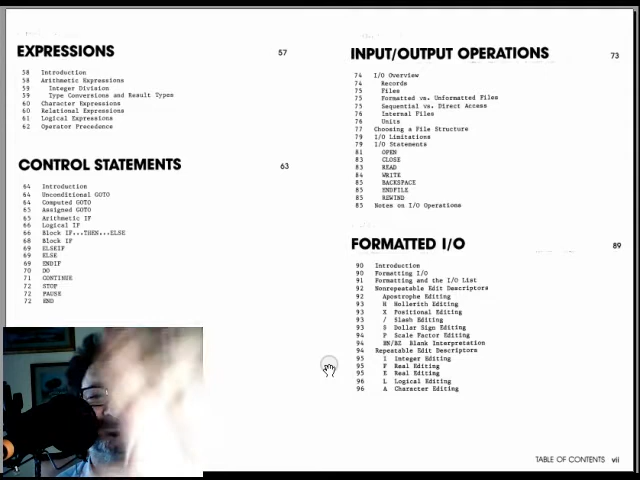 EXPRESSIONS 57
58 Introduction
58 Arithmetic Expressions
59 Integer Division
59 Type Conversions and Result Types
60 Character Expressions
60 Relational Expressions
61 Logical Expressions
62 Operator Precedence
CONTROL STATEMENTS 63
64 Introduction
64 Unconditional GOTO
64 Computed GOTO
65 Assigned GOTO
65 Arithmetic IF
66 Logical IF
66 Block IF...THEN...ELSE
68 Block IF
69 ELSEIF
69 ELSE
69 ENDIF
70 DO
71 CONTINUE
72 STOP
72 PAUSE
72 END
INPUT/OUTPUT OPERATIONS 73
74 I/O Overview
74 Records
75 Files
75 Formatted vs. Unformatted Files
75 Sequential vs. Direct Access
76 Internal Files
76 Units
77 Choosing a File Structure
79 I/O Limitations
79 I/O Statements
81 OPEN
83 CLOSE
83 READ
84 WRITE
85 BACKSPACE
85 ENDFILE
85 REWIND
85 Notes on I/O Operations
FORMATTED I/O 89
90 Introduction
90 Formatting I/O
91 Formatting and the I/O List
92 Nonrepeatable Edit Descriptors
92 Apostrophe Editing
93 H Hollerith Editing
93 X Positional Editing
93 / Slash Editing
93 S Dollar Sign Editing
94 P Scale Factor Editing
94 BN/BZ Blank Interpretation
94 Repeatable Edit Descriptors
95 I Integer Editing
95 F Real Editing
95 E Real Editing
96 L Logical Editing
96 A Character Editing
TABLE OF CONTENTS vii